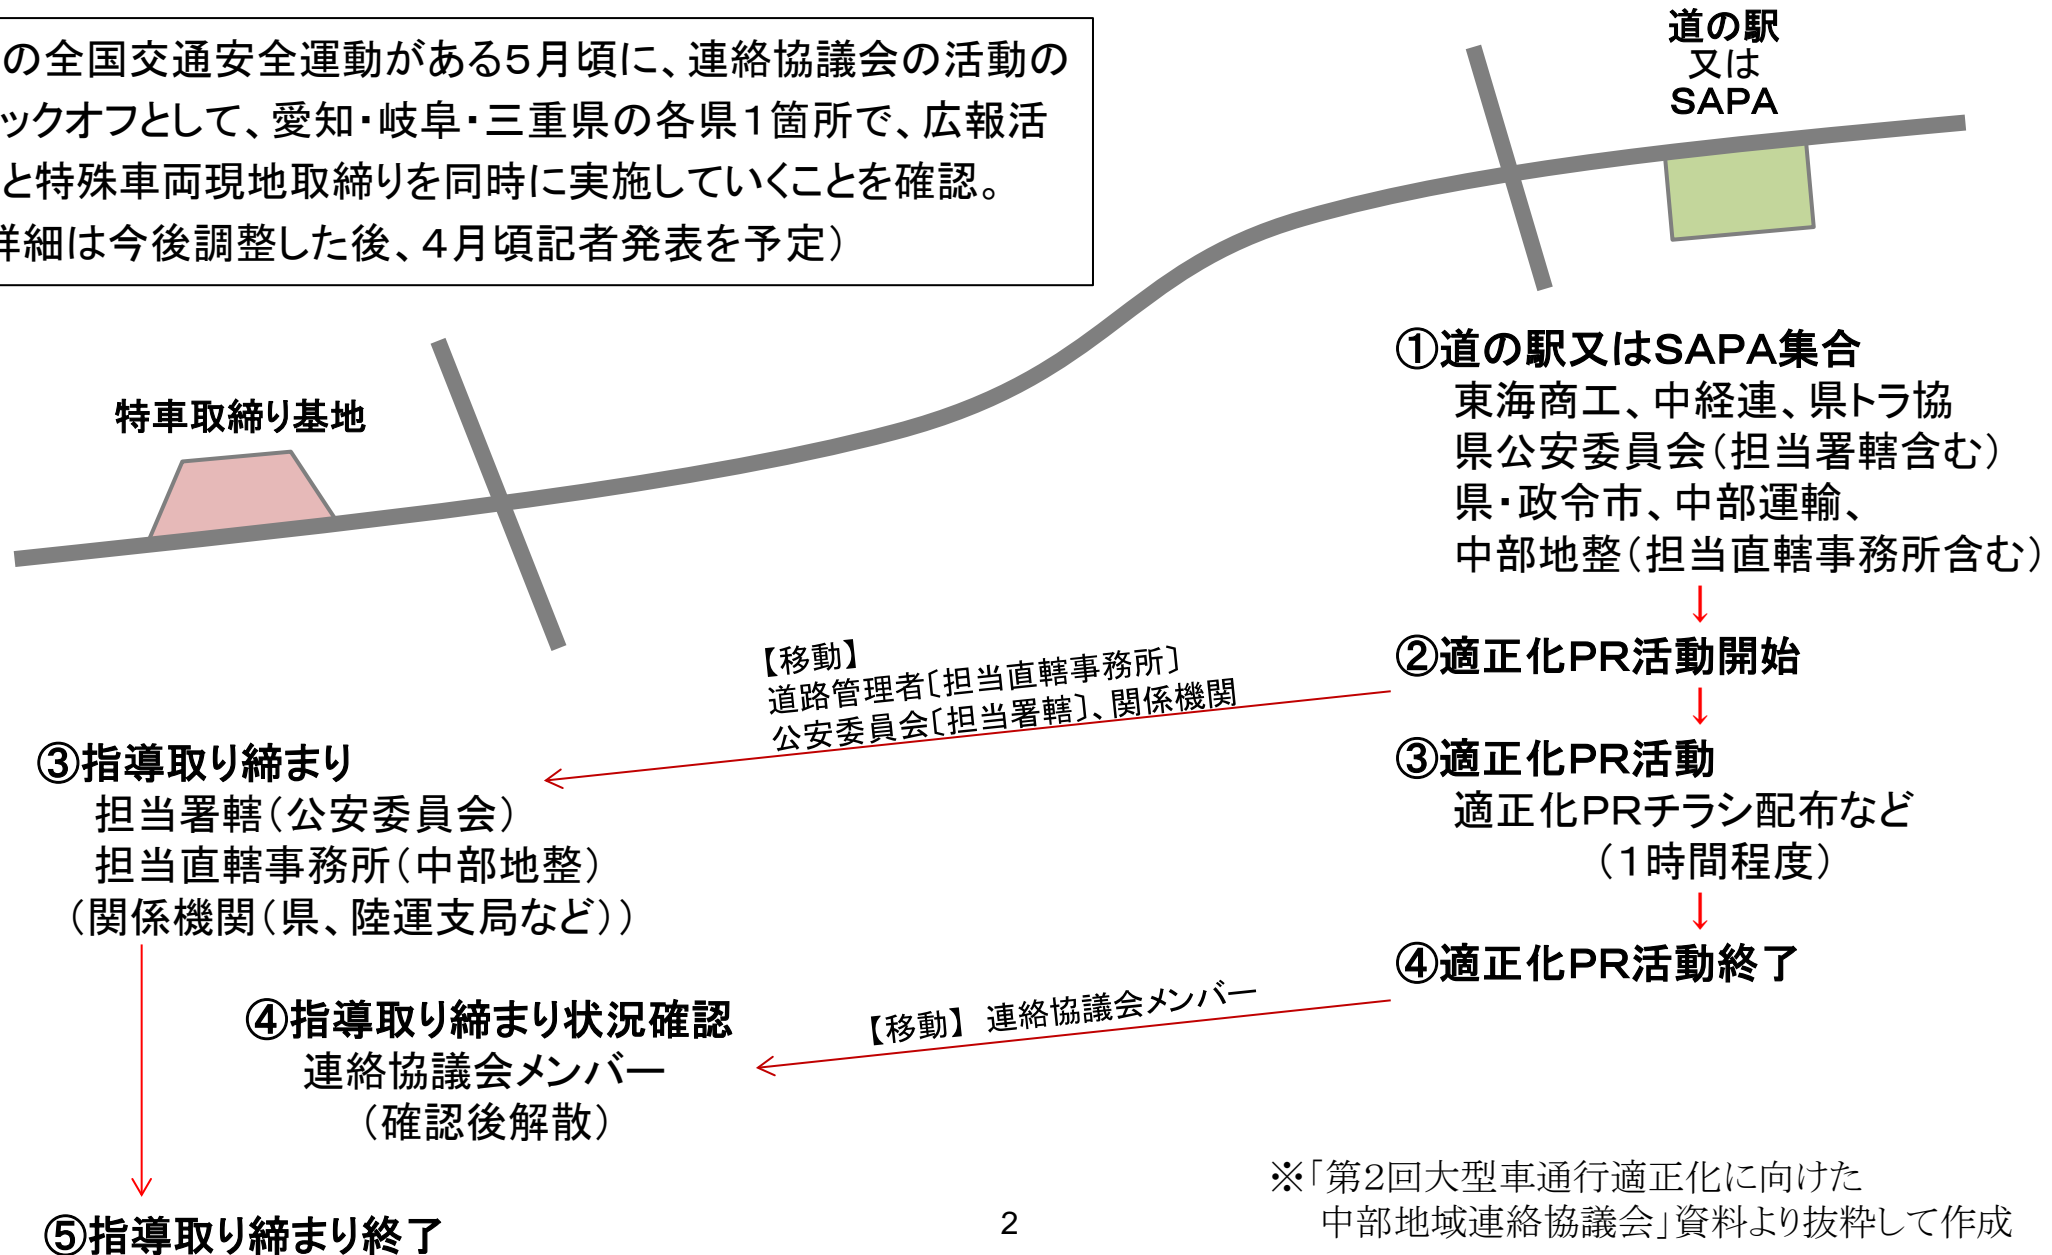 の全国交通安全運動がある５月頃に、連絡協議会の活動の
ックオフとして、愛知・岐阜・三重県の各県１箇所で、広報活
と特殊車両現地取締りを同時に実施していくことを確認。
詳細は今後調整した後、４月頃記者発表を予定）
道の駅
又は
SAPA
特車取締り基地
①道の駅又はSAPA集合
東海商工、中経連、県トラ協
県公安委員会（担当署轄含む）
県・政令市、中部運輸、
中部地整（担当直轄事務所含む）
↓
②適正化PR活動開始
↓
③適正化PR活動
適正化PRチラシ配布など
（１時間程度）
↓
④適正化PR活動終了
【移動】
道路管理者〔担当直轄事務所〕
公安委員会〔担当署轄〕、関係機関
③指導取り締まり
担当署轄（公安委員会）
担当直轄事務所（中部地整）
（関係機関（県、陸運支局など））
【移動】 連絡協議会メンバー
④指導取り締まり状況確認
連絡協議会メンバー
（確認後解散）
⑤指導取り締まり終了
2
※「第2回大型車通行適正化に向けた
中部地域連絡協議会」資料より抜粋して作成